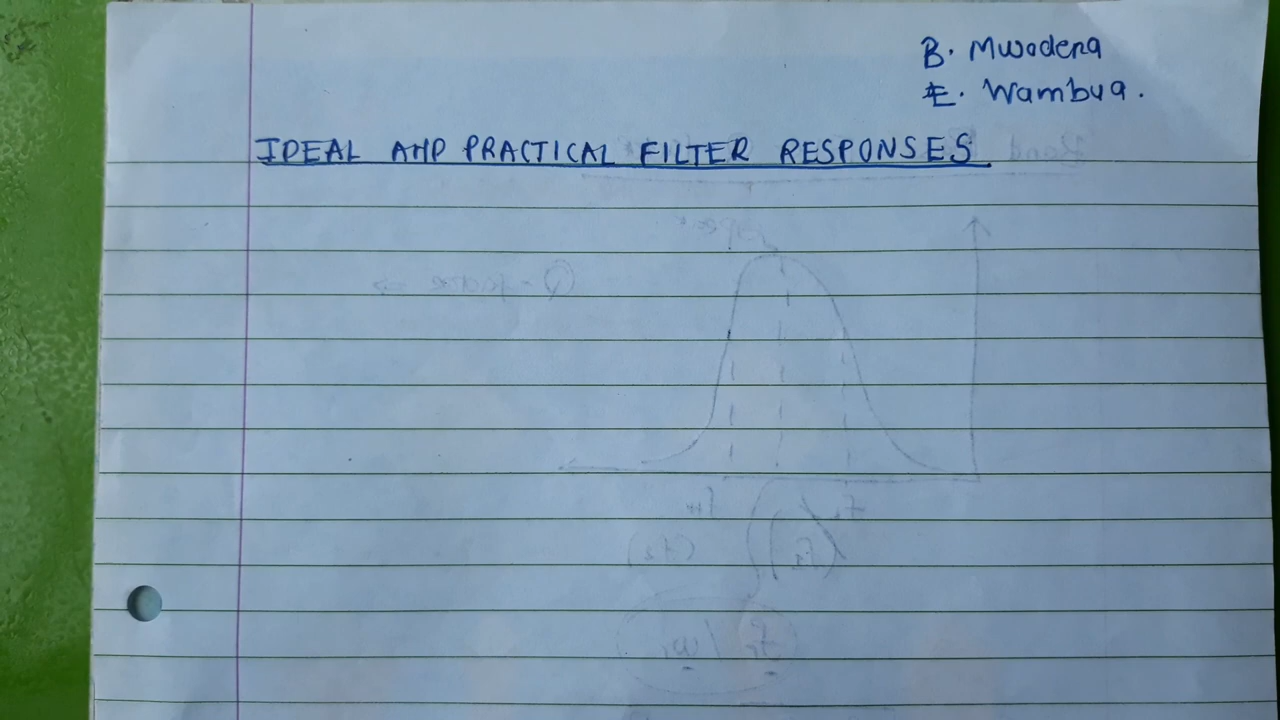 B. Mwadena
E. Wambua.
IDEAL AND PRACTICAL FILTER RESPONSES